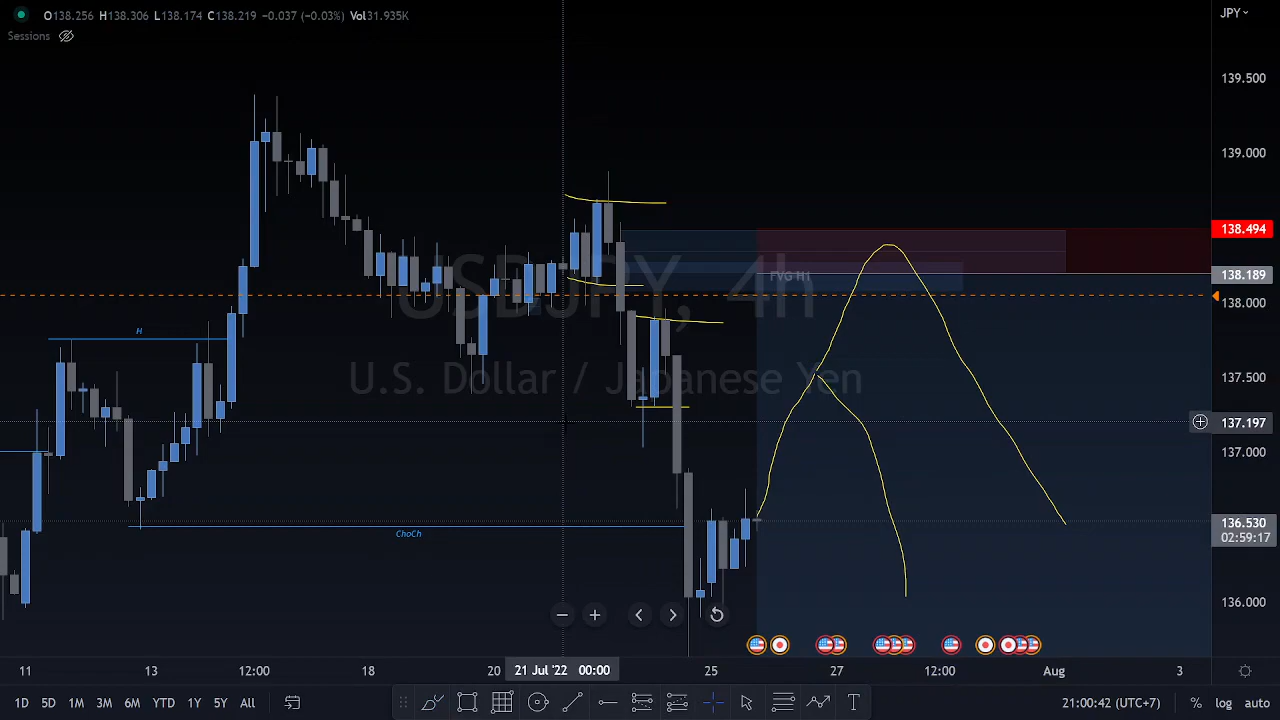 O138.256 H138.306 L138.174 C138.219 −0.037 (−0.03%) Vol31.935K
JPY
Sessions
139.500
139.000
138.494
138.189
138.000
137.500
137.197
137.000
136.530
02:59:17
136.000
H
FVG H1
USDJPY, 4h
U.S. Dollar / Japanese Yen
ChoCh
11 13 12:00 18 20 21 Jul '22 00:00 25 27 12:00 Aug 3
1D 5D 1M 3M 6M YTD 1Y 5Y All T 21:00:42 (UTC+7) % log auto